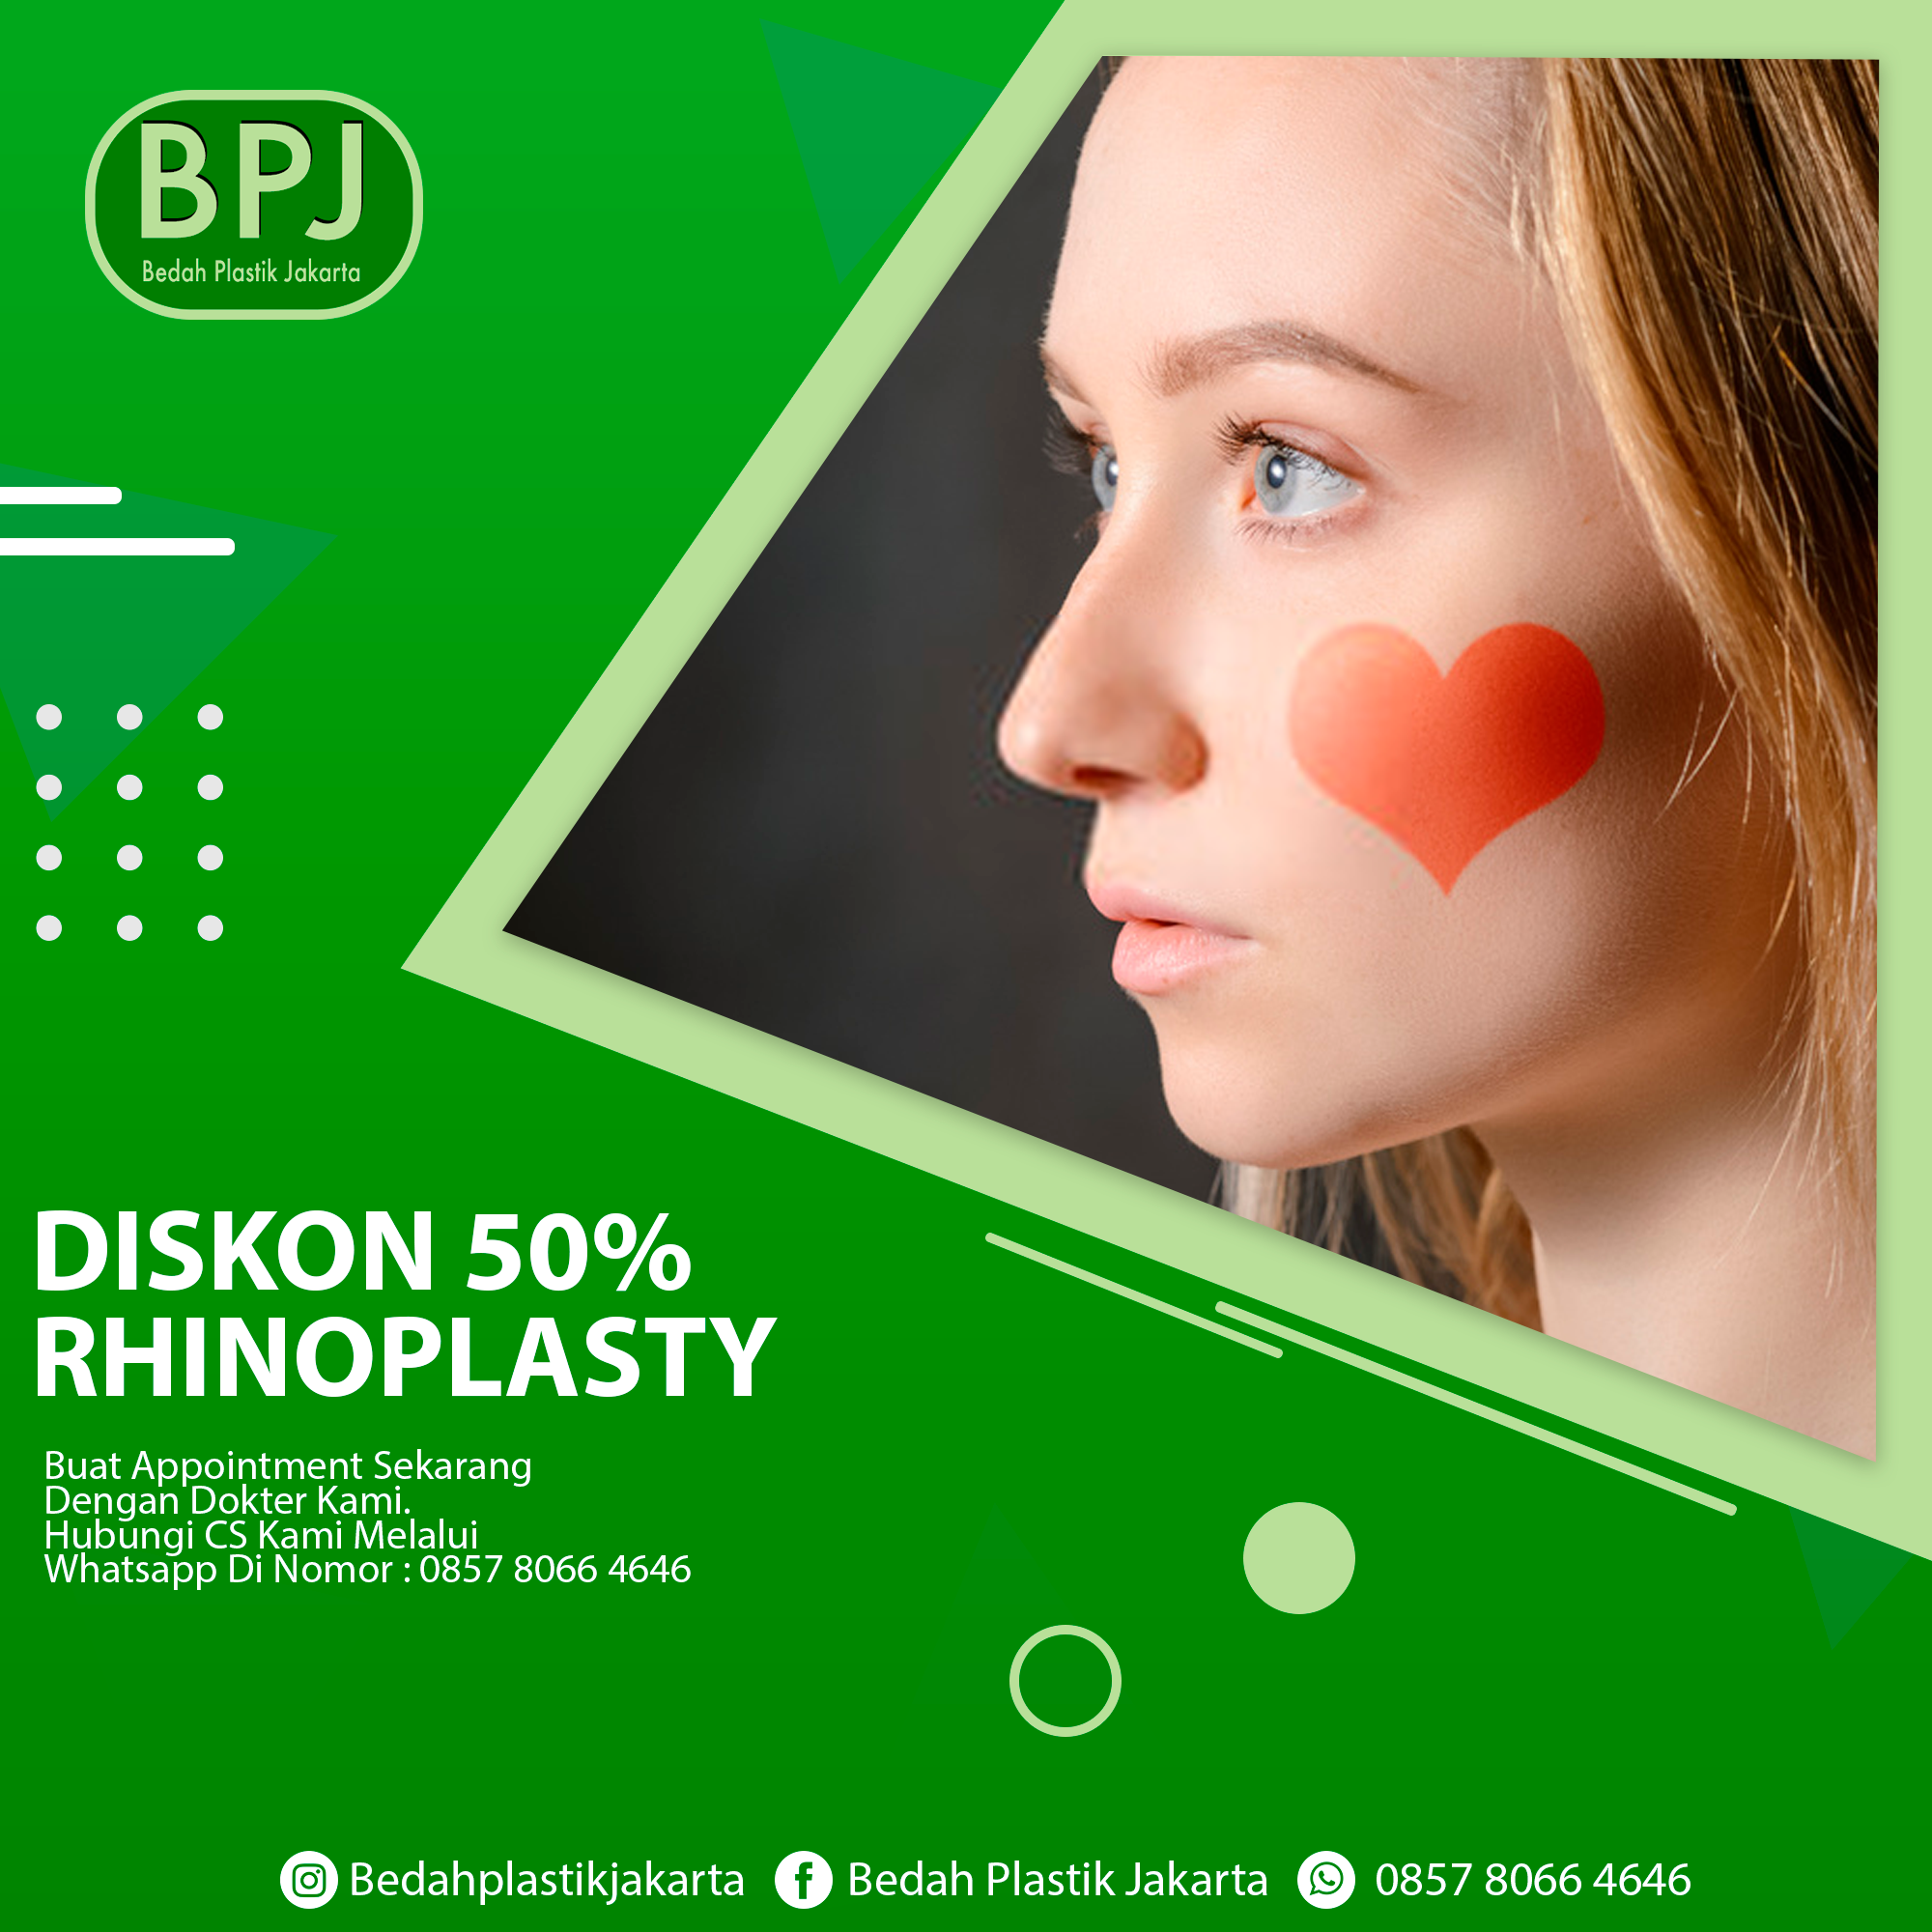 BPJ
Bedah Plastik Jakarta
DISKON 50%
RHINOPLASTY
Buat Appointment Sekarang
Dengan Dokter Kami.
Hubungi CS Kami Melalui
Whatsapp Di Nomor : 0857 8066 4646
Bedahplastikjakarta Bedah Plastik Jakarta 0857 8066 4646